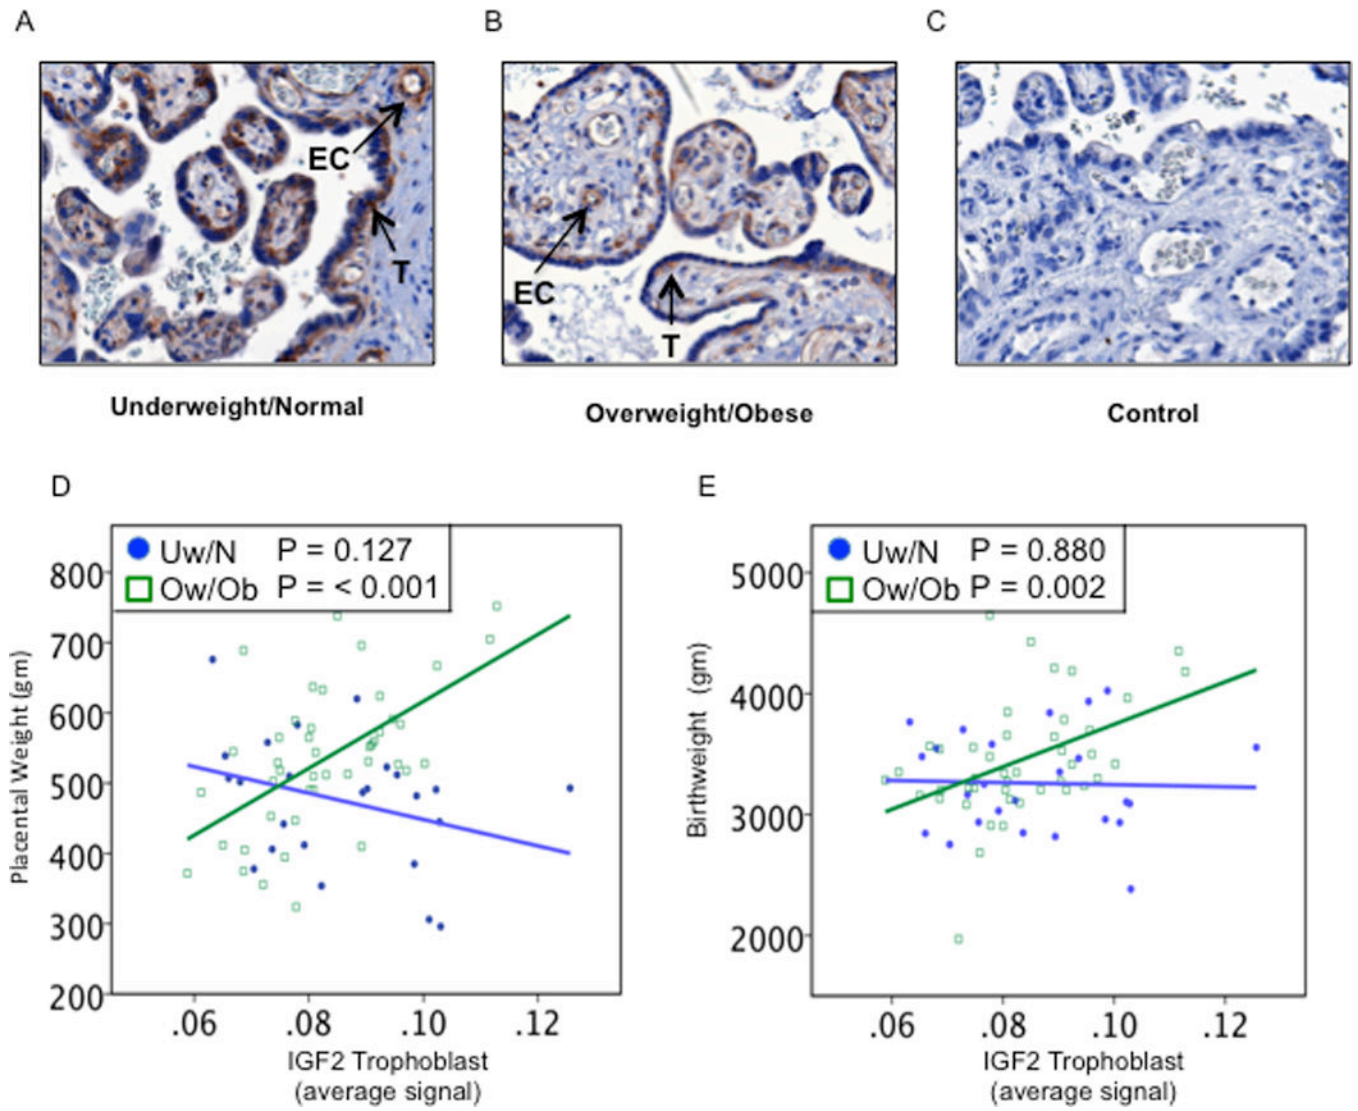 A
B
C
EC
T
EC
T
Underweight/Normal
Overweight/Obese
Control
D
E
Uw/N P = 0.127
Ow/Ob P = < 0.001
800
700
600
500
400
300
200
Placental Weight (gm)
.06 .08 .10 .12
IGF2 Trophoblast
(average signal)
Uw/N P = 0.880
Ow/Ob P = 0.002
5000
4000
3000
2000
Birthweight (gm)
.06 .08 .10 .12
IGF2 Trophoblast
(average signal)